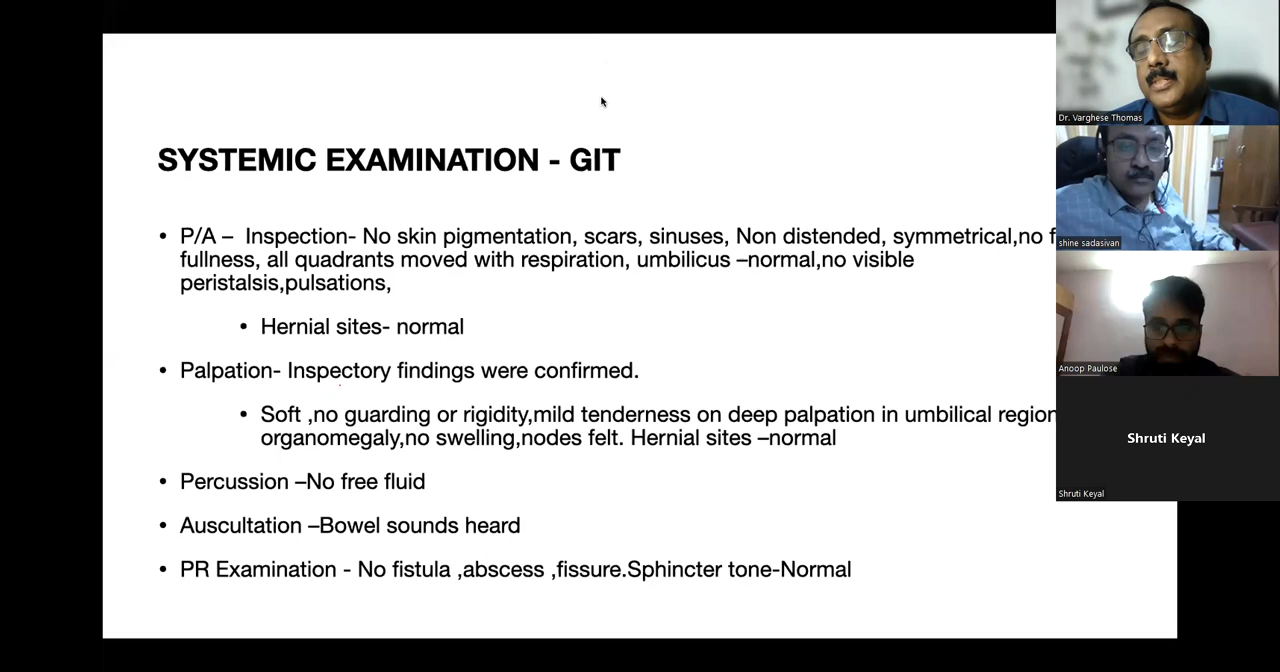 SYSTEMIC EXAMINATION - GIT
• P/A – Inspection- No skin pigmentation, scars, sinuses, Non distended, symmetrical,no
fullness, all quadrants moved with respiration, umbilicus –normal,no visible
peristalsis,pulsations,
• Hernial sites- normal
• Palpation- Inspectory findings were confirmed.
• Soft ,no guarding or rigidity,mild tenderness on deep palpation in umbilical region
organomegaly,no swelling,nodes felt. Hernial sites –normal
• Percussion –No free fluid
• Auscultation –Bowel sounds heard
• PR Examination - No fistula ,abscess ,fissure.Sphincter tone-Normal
Dr. Varghese Thomas
shine sadasivan
Anoop Paulose
Shruti Keyal
Shruti Keyal